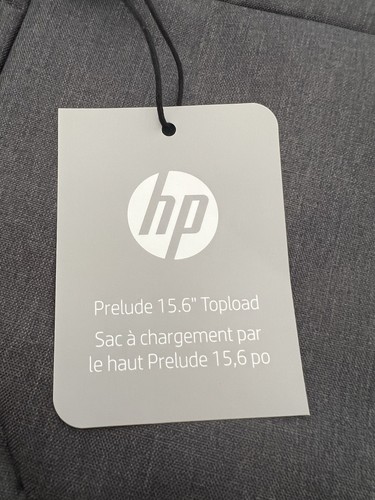 hp
Prelude 15.6" Topload
Sac à chargement par
le haut Prelude 15,6 po